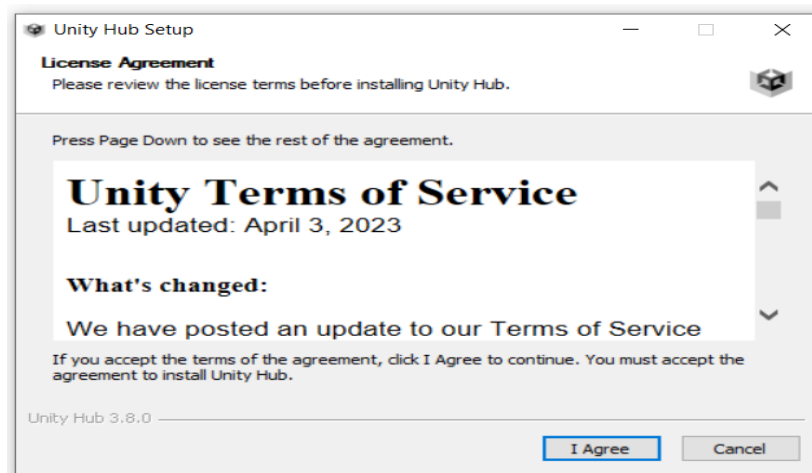 Unity Hub Setup
License Agreement
Please review the license terms before installing Unity Hub.
Press Page Down to see the rest of the agreement.
Unity Terms of Service
Last updated: April 3, 2023
What's changed:
We have posted an update to our Terms of Service
If you accept the terms of the agreement, click I Agree to continue. You must accept the
agreement to install Unity Hub.
Unity Hub 3.8.0
I Agree
Cancel